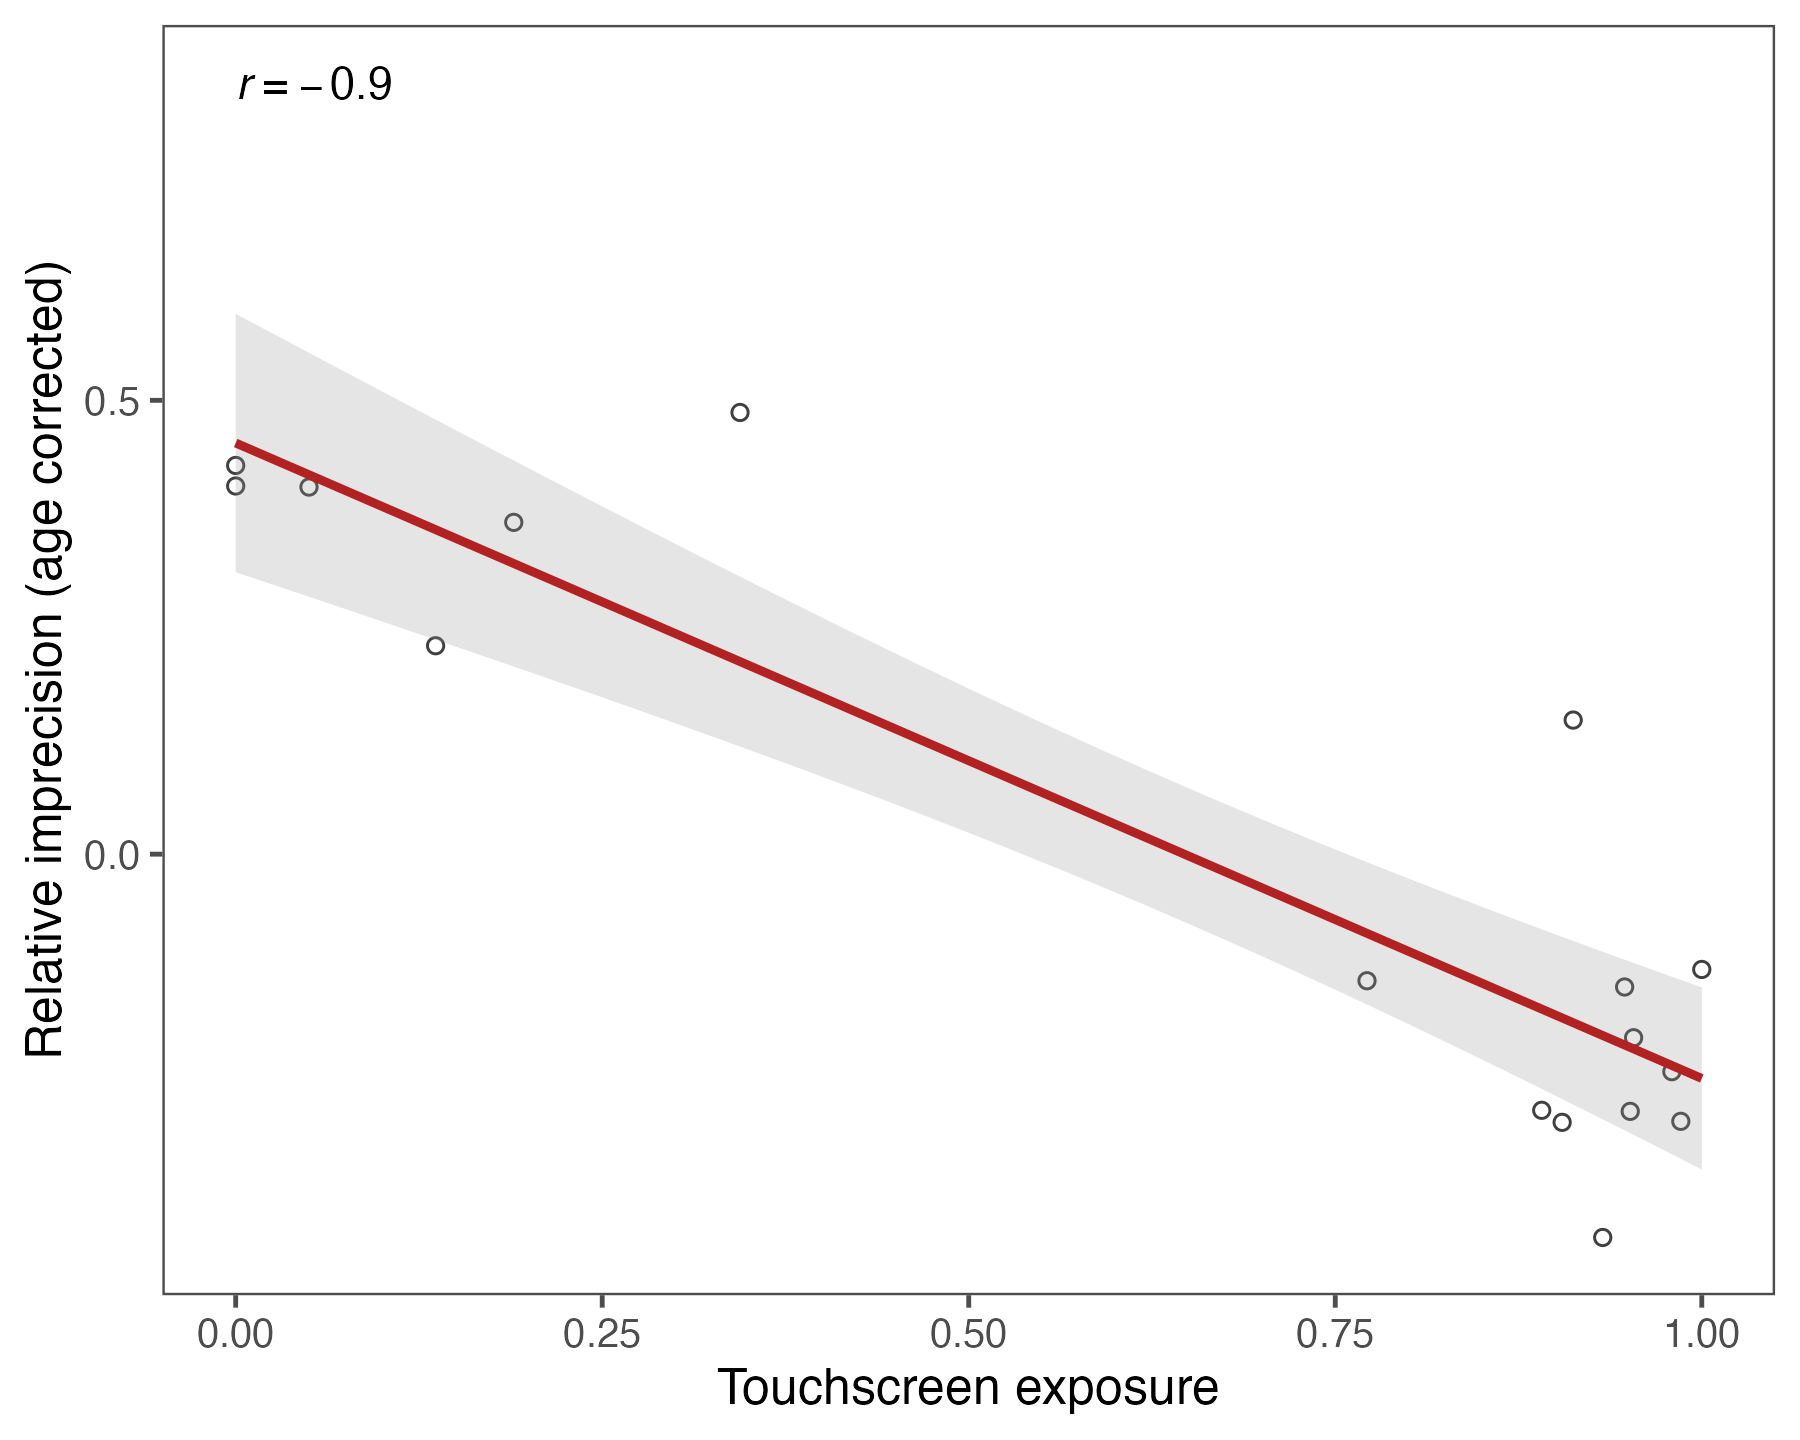 r = −0.9
Relative imprecision (age corrected)
0.5
0.0
0.00 0.25 0.50 0.75 1.00
Touchscreen exposure